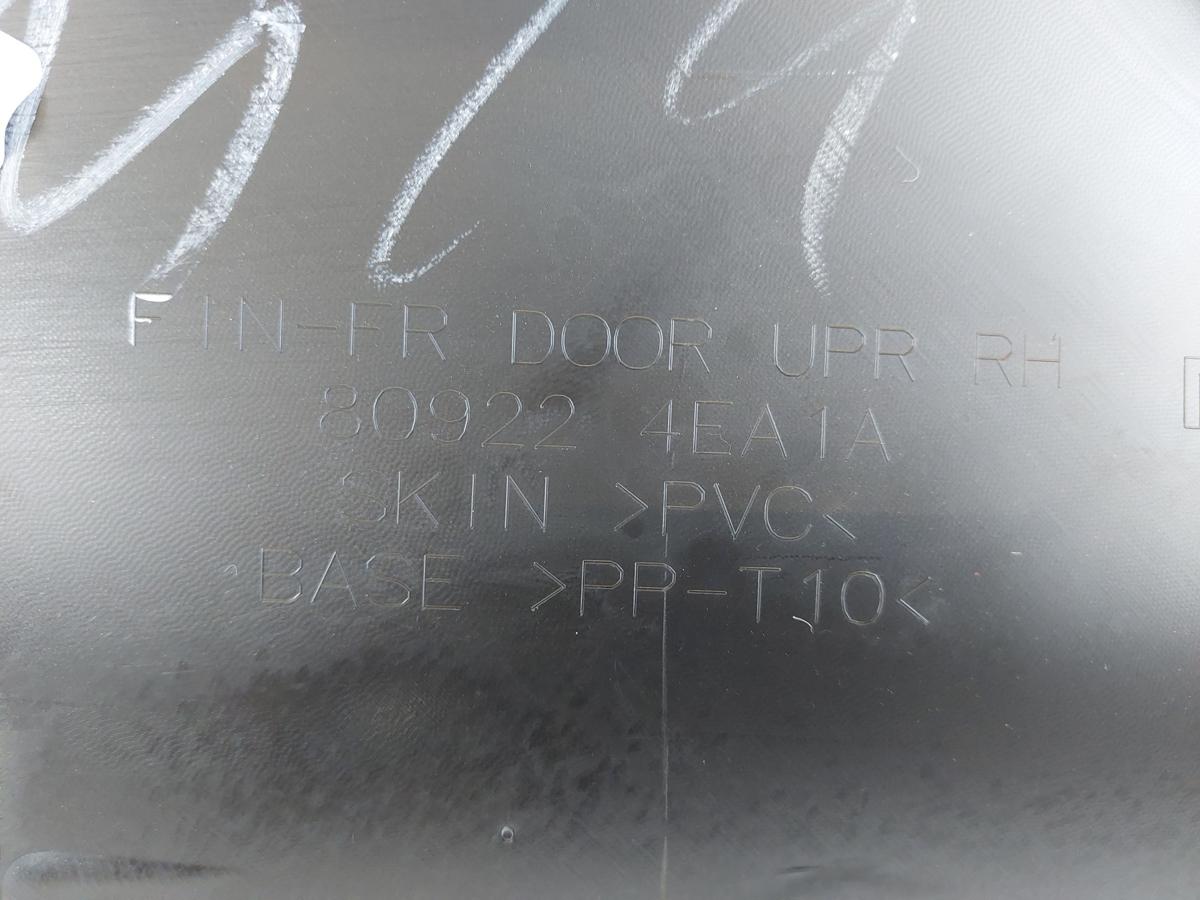 FIN-FR DOOR UPR RH
80922 4EA1A
SKIN >PVC<
BASE >PP-T10<